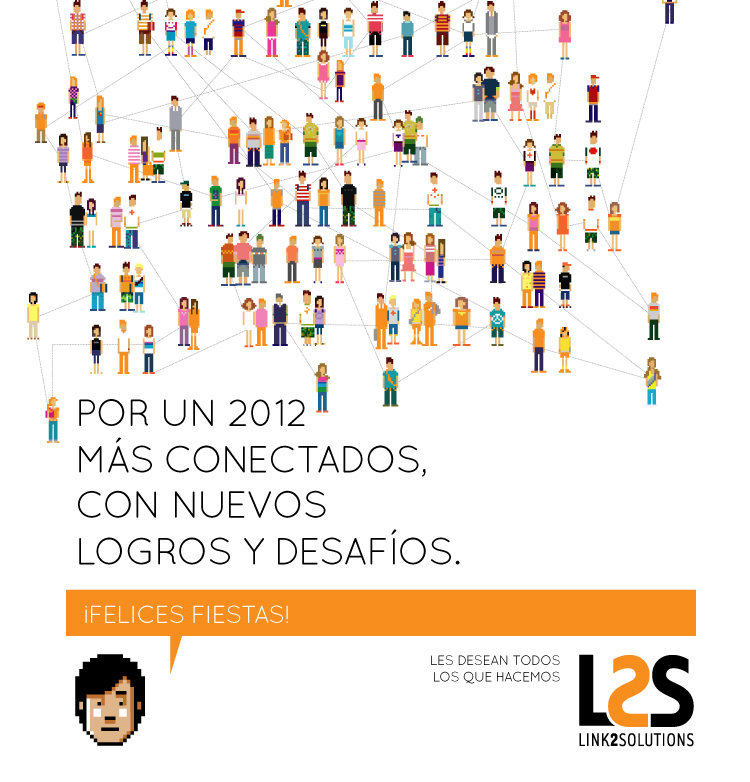 POR UN 2012
MÁS CONECTADOS,
CON NUEVOS
LOGROS Y DESAFÍOS.
¡FELICES FIESTAS!
LES DESEAN TODOS
LOS QUE HACEMOS
L2S
LINK2SOLUTIONS